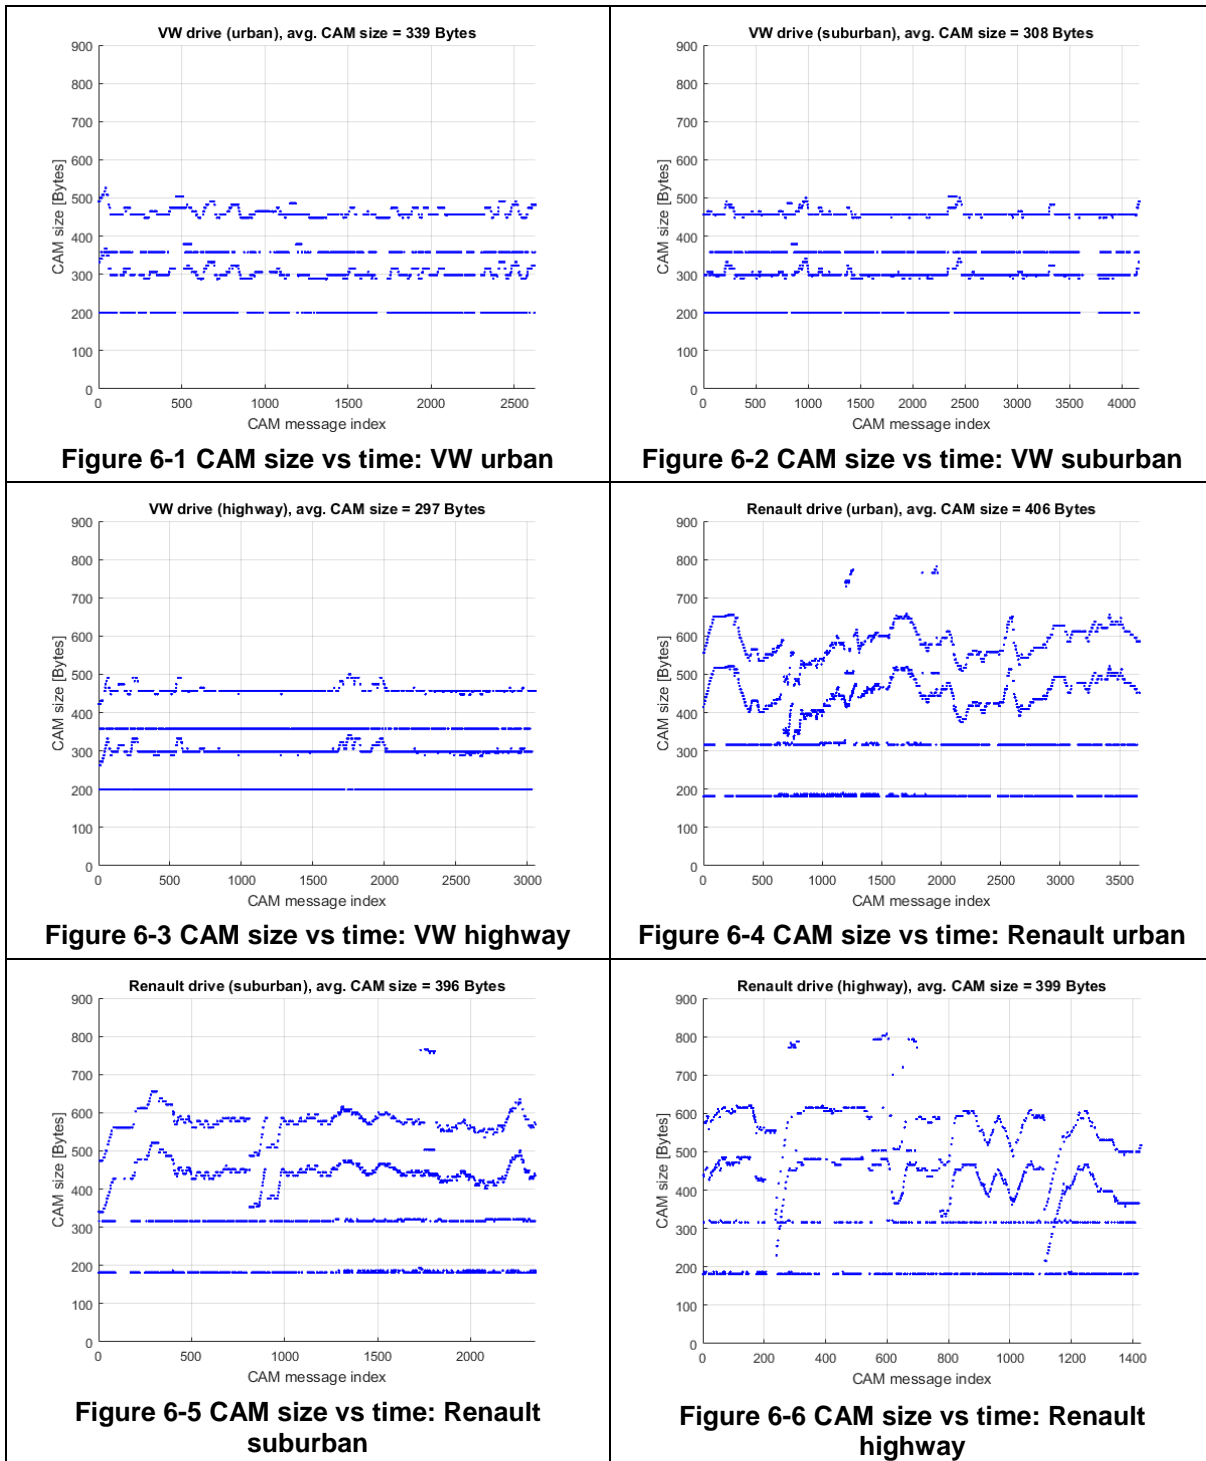 VW drive (urban), avg. CAM size = 339 Bytes
900
800
700
600
500
400
300
200
100
0
CAM size [Bytes]
0 500 1000 1500 2000 2500
CAM message index
Figure 6-1 CAM size vs time: VW urban
VW drive (suburban), avg. CAM size = 308 Bytes
900
800
700
600
500
400
300
200
100
0
CAM size [Bytes]
0 500 1000 1500 2000 2500 3000 3500 4000
CAM message index
Figure 6-2 CAM size vs time: VW suburban
VW drive (highway), avg. CAM size = 297 Bytes
900
800
700
600
500
400
300
200
100
0
CAM size [Bytes]
0 500 1000 1500 2000 2500 3000
CAM message index
Figure 6-3 CAM size vs time: VW highway
Renault drive (urban), avg. CAM size = 406 Bytes
900
800
700
600
500
400
300
200
100
0
CAM size [Bytes]
0 500 1000 1500 2000 2500 3000 3500
CAM message index
Figure 6-4 CAM size vs time: Renault urban
Renault drive (suburban), avg. CAM size = 396 Bytes
900
800
700
600
500
400
300
200
100
0
CAM size [Bytes]
0 500 1000 1500 2000
CAM message index
Figure 6-5 CAM size vs time: Renault
suburban
Renault drive (highway), avg. CAM size = 399 Bytes
900
800
700
600
500
400
300
200
100
0
CAM size [Bytes]
0 200 400 600 800 1000 1200 1400
CAM message index
Figure 6-6 CAM size vs time: Renault
highway